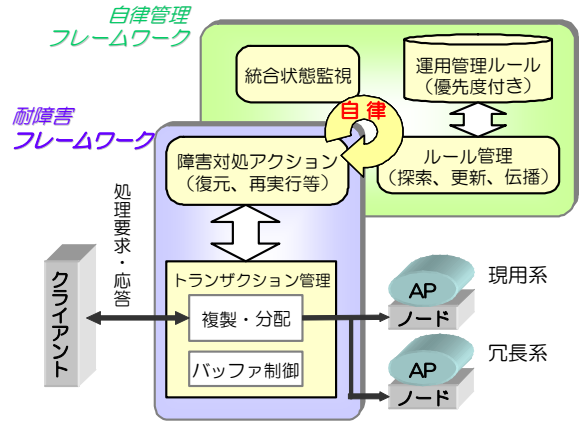 自律管理
フレームワーク
統合状態監視
運用管理ルール
（優先度付き）
自律
耐障害
フレームワーク
障害対処アクション
（復元、再実行等）
ルール管理
（探索、更新、伝播）
処理要求・応答
クライアント
トランザクション管理
複製・分配
バッファ制御
AP
ノード
現用系
AP
ノード
冗長系